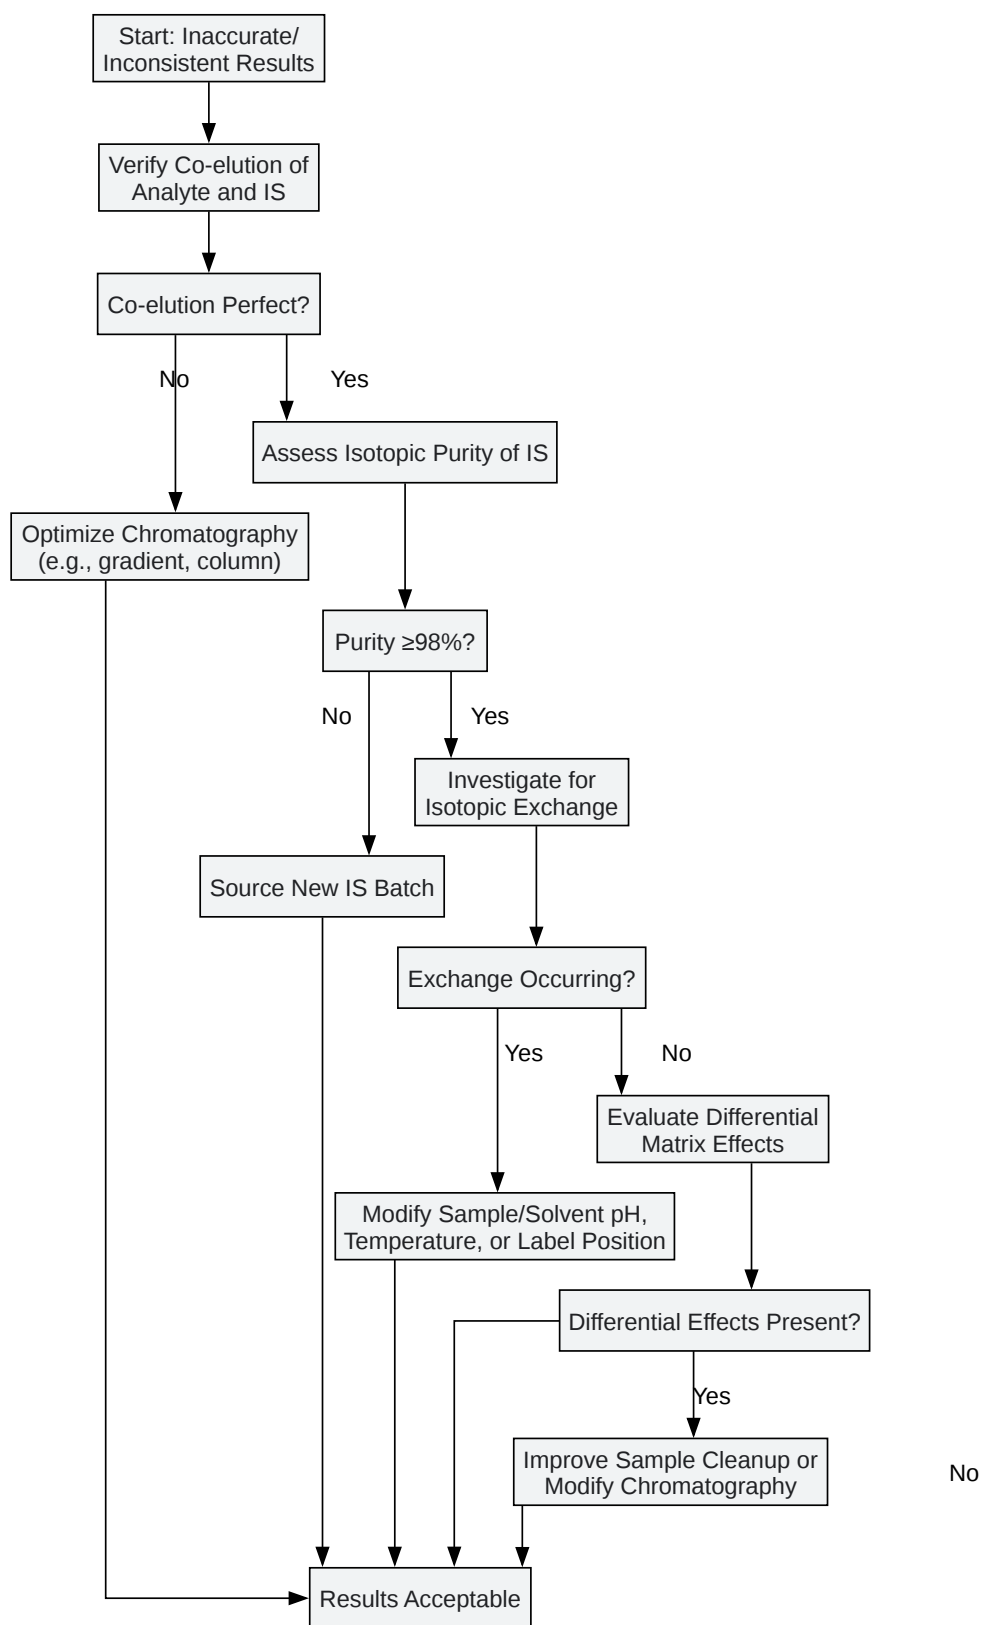 Start: Inaccurate/
Inconsistent Results
Verify Co-elution of
Analyte and IS
Co-elution Perfect?
No
Yes
Assess Isotopic Purity of IS
Optimize Chromatography
(e.g., gradient, column)
Purity ≥98%?
No
Yes
Investigate for
Isotopic Exchange
Source New IS Batch
Exchange Occurring?
Yes
No
Evaluate Differential
Matrix Effects
Modify Sample/Solvent pH,
Temperature, or Label Position
Differential Effects Present?
Yes
Improve Sample Cleanup or
Modify Chromatography
No
Results Acceptable